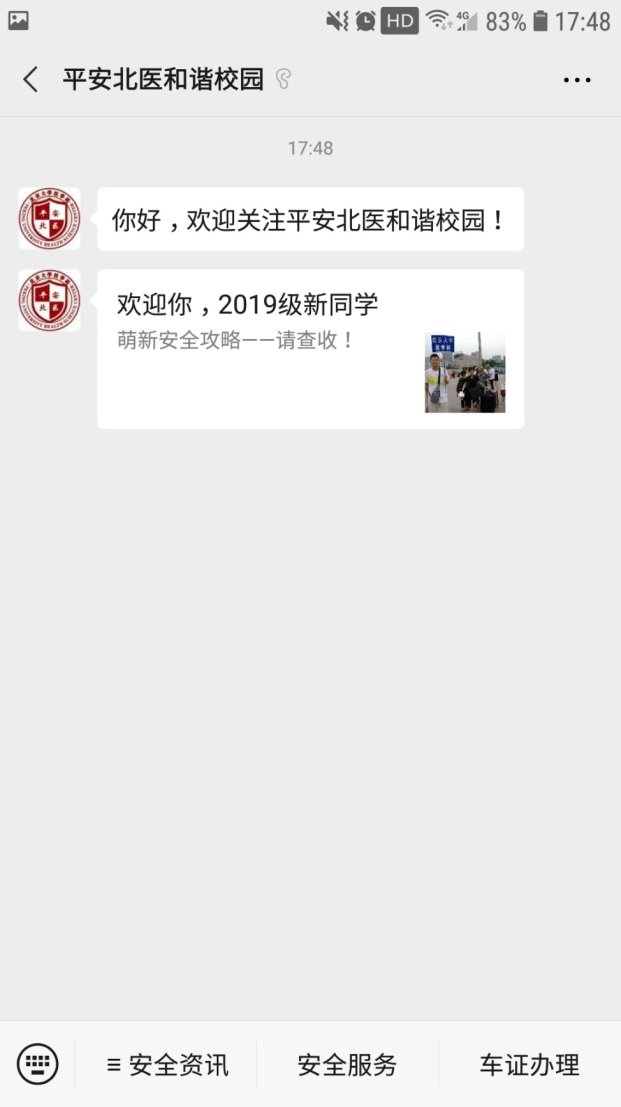 HD 4G 83% 17:48
平安北医和谐校园
17:48
你好，欢迎关注平安北医和谐校园！
欢迎你，2019级新同学
萌新安全攻略——请查收！
安全资讯 安全服务 车证办理